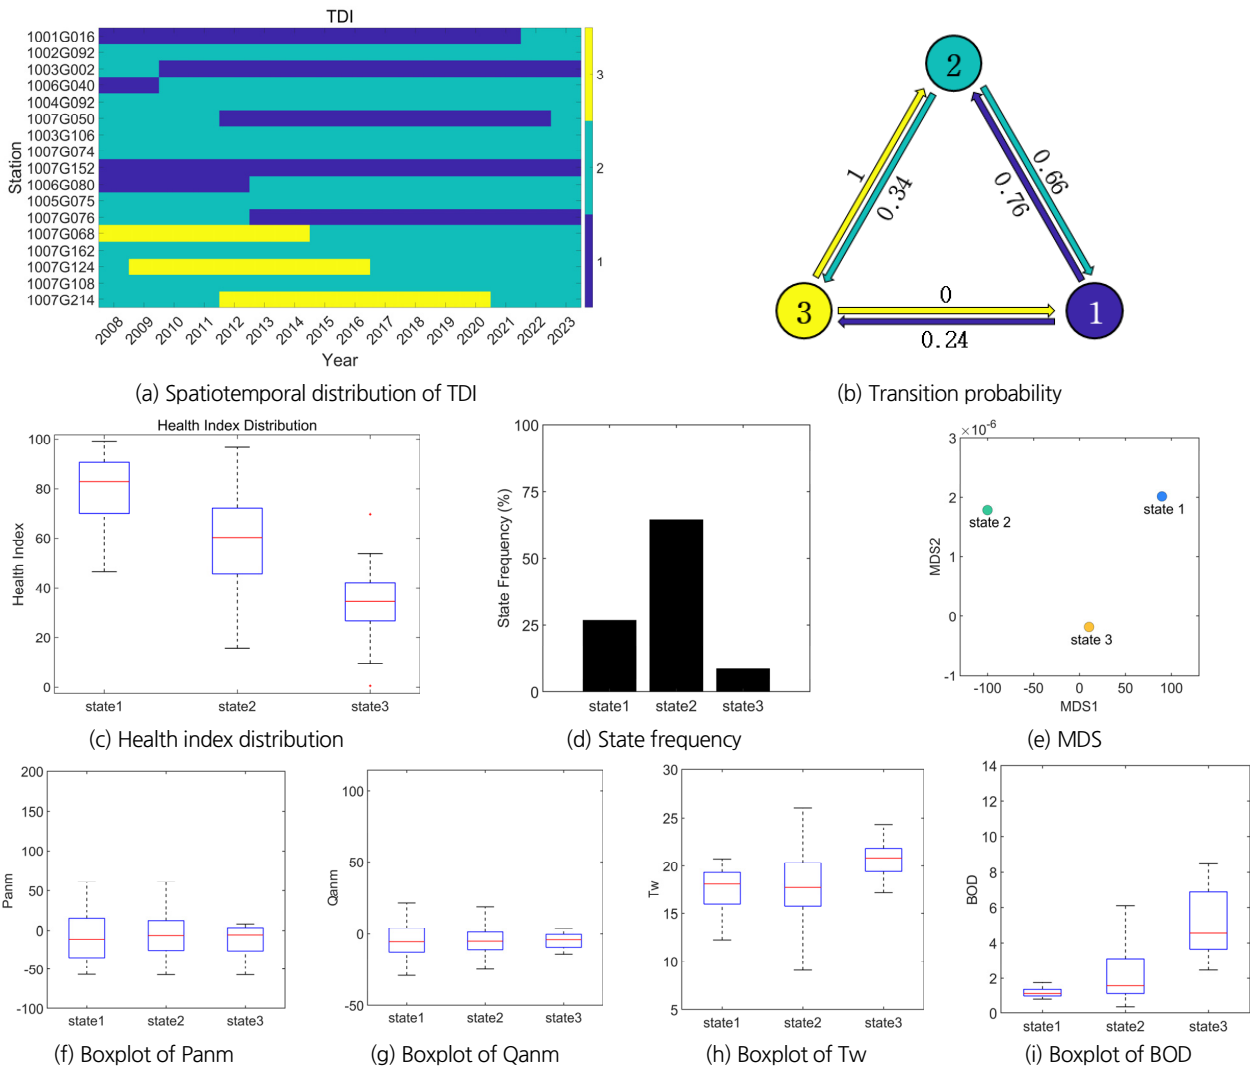 TDI
1001G016
1002G092
1003G002
1006G040
1004G092
1007G050
1003G106
1007G074
1007G152
1006G080
1005G075
1007G076
1007G068
1007G162
1007G124
1007G108
1007G214
Station
2008 2009 2010 2011 2012 2013 2014 2015 2016 2017 2018 2019 2020 2021 2022 2023
Year
3
2
1
(a) Spatiotemporal distribution of TDI
2
1
0.34
0.66
0.76
3
0
1
0.24
(b) Transition probability
Health Index Distribution
100
80
60
40
20
0
Health Index
state1 state2 state3
(c) Health index distribution
100
75
50
25
0
State Frequency (%)
state1 state2 state3
(d) State frequency
×10⁻⁶
3
2
1
0
-1
MDS2
state 1
state 2
state 3
-100 -50 0 50 100
MDS1
(e) MDS
200
150
100
50
0
-50
-100
Panm
state1 state2 state3
(f) Boxplot of Panm
100
50
0
-50
Qanm
state1 state2 state3
(g) Boxplot of Qanm
30
25
20
15
10
5
Tw
state1 state2 state3
(h) Boxplot of Tw
14
12
10
8
6
4
2
0
BOD
state1 state2 state3
(i) Boxplot of BOD